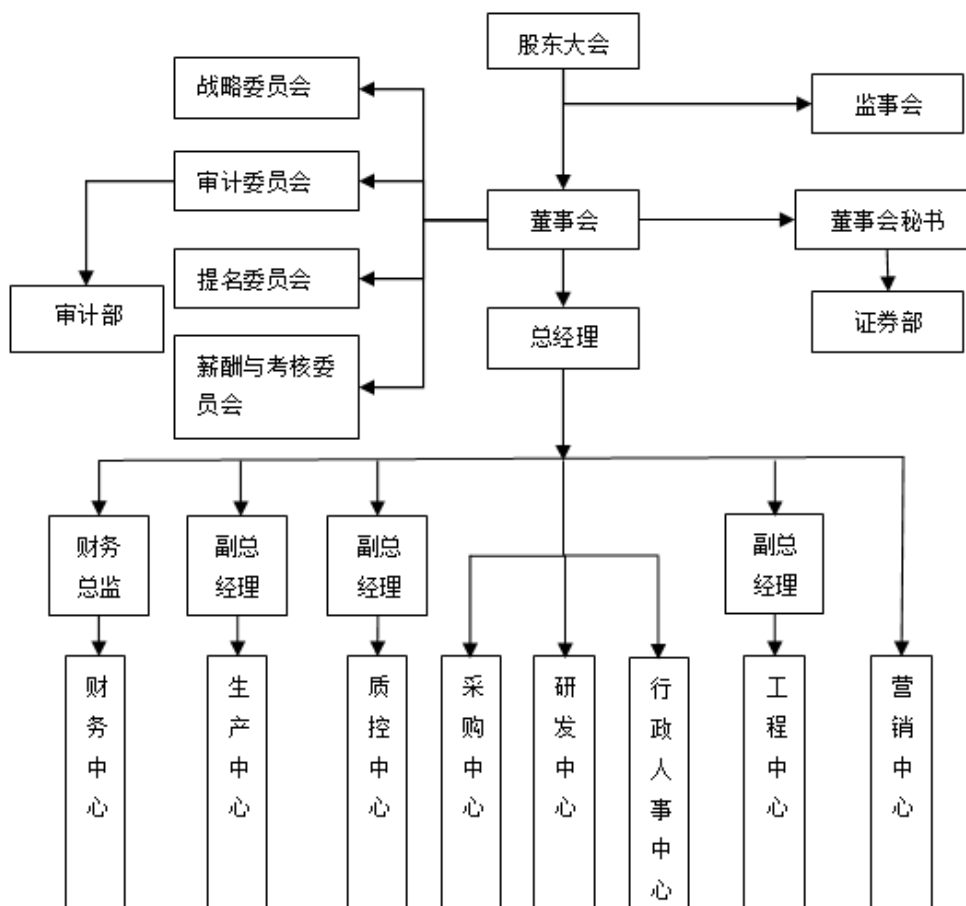 股东大会
战略委员会
监事会
审计委员会
董事会
董事会秘书
提名委员会
审计部
总经理
证券部
薪酬与考核委
员会
财务
总监
副总
经理
副总
经理
副总
经理
财务中心
生产中心
质控中心
采购中心
研发中心
行政人事中心
工程中心
营销中心